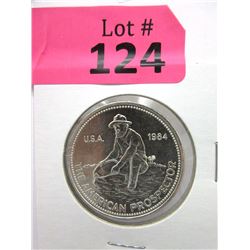 Lot #
124
U.S.A. 1984
THE AMERICAN PROSPECTOR